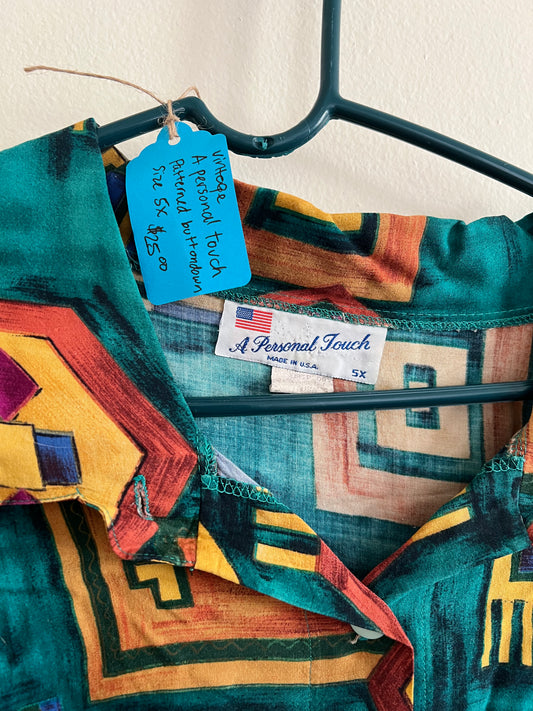 vintage
A personal touch
Patterned buttondown
Size 5X $25.00
A Personal Touch
MADE IN U.S.A.
5X